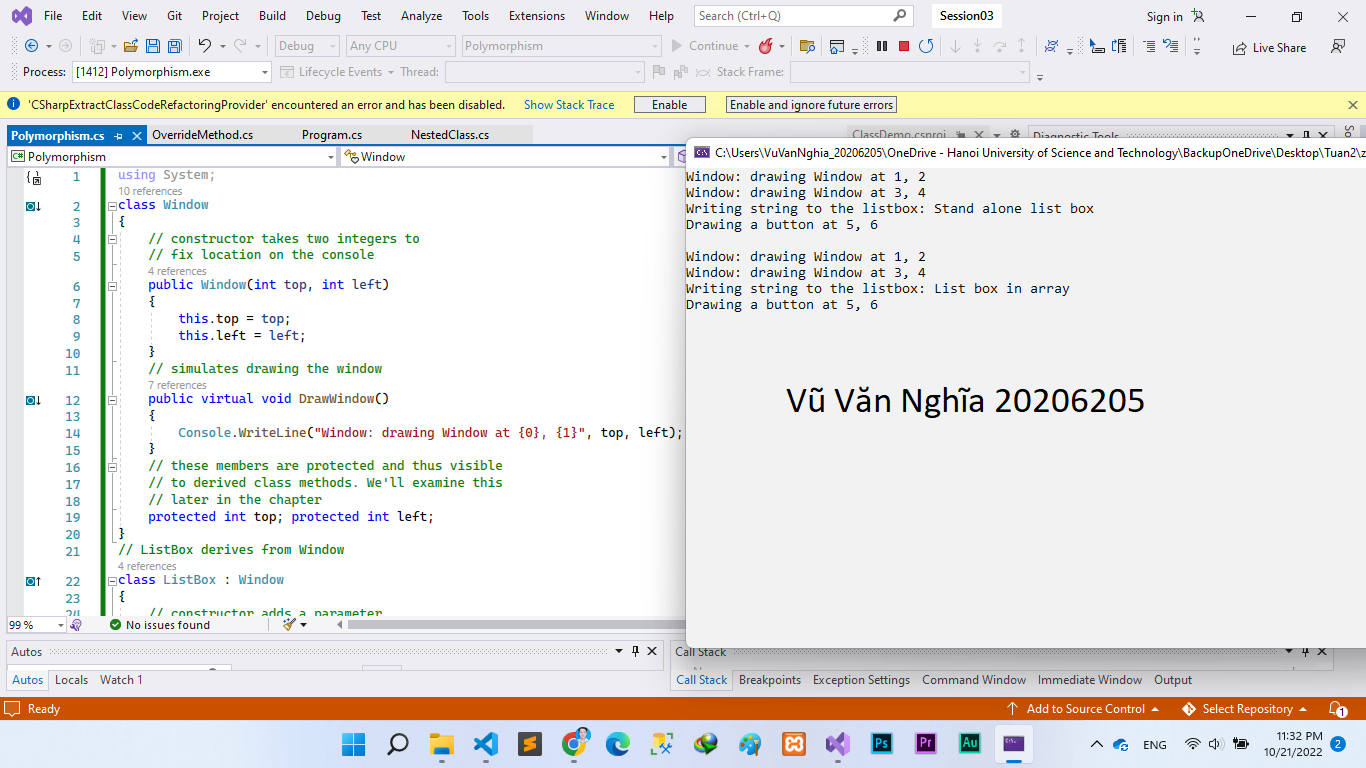 File Edit View Git Project Build Debug Test Analyze Tools Extensions Window Help Search (Ctrl+Q) Session03 Sign in
Debug Any CPU Polymorphism Continue Live Share
Process: [1412] Polymorphism.exe Lifecycle Events Thread: Stack Frame:
'CSharpExtractClassCodeRefactoringProvider' encountered an error and has been disabled. Show Stack Trace Enable Enable and ignore future errors
Polymorphism.cs OverrideMethod.cs Program.cs NestedClass.cs ClassDemo.csproj Diagnostic Tools
C# Polymorphism Window
1 using System;
10 references
2 class Window
3 {
4 // constructor takes two integers to
5 // fix location on the console
4 references
6 public Window(int top, int left)
7 {
8 this.top = top;
9 this.left = left;
10 }
11 // simulates drawing the window
7 references
12 public virtual void DrawWindow()
13 {
14 Console.WriteLine("Window: drawing Window at {0}, {1}", top, left);
15 }
16 // these members are protected and thus visible
17 // to derived class methods. We'll examine this
18 // later in the chapter
19 protected int top; protected int left;
20 }
21 // ListBox derives from Window
4 references
22 class ListBox : Window
23 {
24 // constructor adds a parameter
99 % No issues found
C:\Users\VuVanNghia_20206205\OneDrive - Hanoi University of Science and Technology\BackupOneDrive\Desktop\Tuan2\z
Window: drawing Window at 1, 2
Window: drawing Window at 3, 4
Writing string to the listbox: Stand alone list box
Drawing a button at 5, 6
Window: drawing Window at 1, 2
Window: drawing Window at 3, 4
Writing string to the listbox: List box in array
Drawing a button at 5, 6
Vũ Văn Nghĩa 20206205
Autos
Call Stack
Autos Locals Watch 1
Call Stack Breakpoints Exception Settings Command Window Immediate Window Output
Ready Add to Source Control Select Repository 1
Ps Pr Au
ENG 11:32 PM
10/21/2022 2